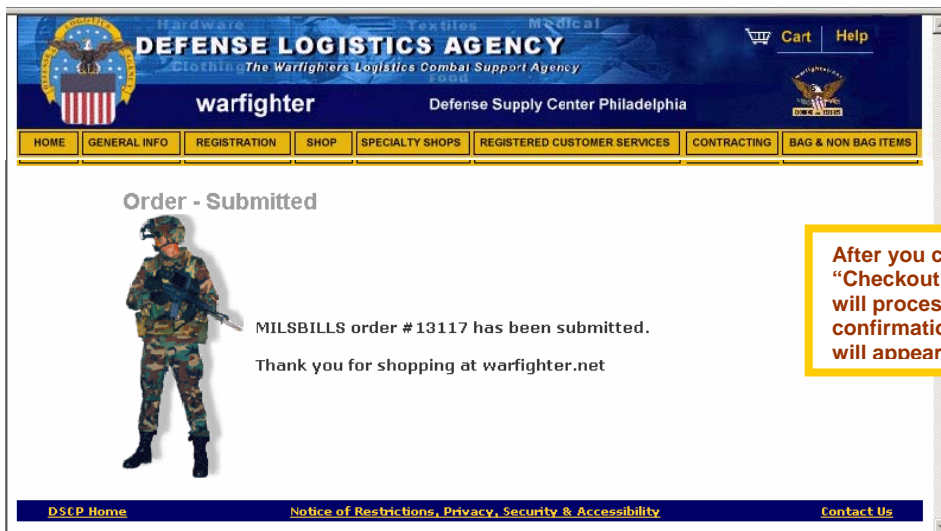 Hardware Textiles Medical
DEFENSE LOGISTICS AGENCY
Clothing The Warfighters Logistics Combat Support Agency
Food
Cart Help
warfighter Defense Supply Center Philadelphia
HOME GENERAL INFO REGISTRATION SHOP SPECIALTY SHOPS REGISTERED CUSTOMER SERVICES CONTRACTING BAG & NON BAG ITEMS
Order - Submitted
After you c
“Checkout
will proces
confirmatio
will appear
MILSBILLS order #13117 has been submitted.
Thank you for shopping at warfighter.net
DSCP Home Notice of Restrictions, Privacy, Security & Accessibility Contact Us